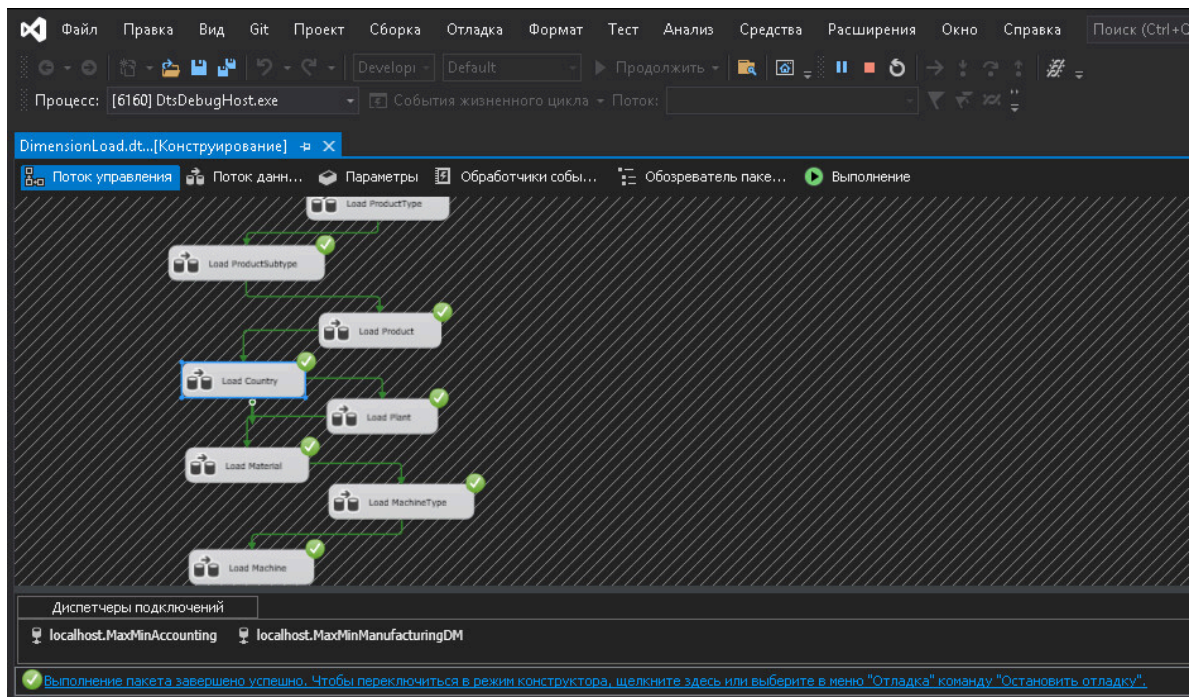 Файл Правка Вид Git Проект Сборка Отладка Формат Тест Анализ Средства Расширения Окно Справка Поиск (Ctrl+Q
Developi Default Продолжить
Процесс: [6160] DtsDebugHost.exe События жизненного цикла Поток:
DimensionLoad.dt...[Конструирование]
Поток управления Поток данн... Параметры Обработчики собы... Обозреватель паке... Выполнение
Load ProductType
Load ProductSubtype
Load Product
Load Country
Load Plant
Load Material
Load MachineType
Load Machine
Диспетчеры подключений
localhost.MaxMinAccounting localhost.MaxMinManufacturingDM
Выполнение пакета завершено успешно. Чтобы переключиться в режим конструктора, щелкните здесь или выберите в меню "Отладка" команду "Остановить отладку".